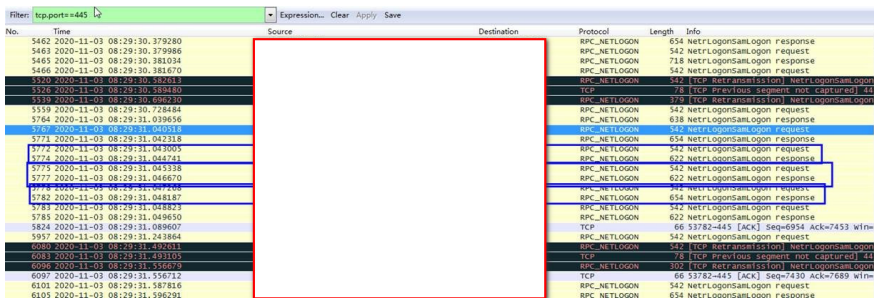 Filter: tcp.port==445 Expression... Clear Apply Save
No. Time Source Destination Protocol Length Info
5462 2020-11-03 08:29:30.379280 RPC_NETLOGON 654 NetrLogonSamLogon response
5463 2020-11-03 08:29:30.379986 RPC_NETLOGON 542 NetrLogonSamLogon request
5465 2020-11-03 08:29:30.381034 RPC_NETLOGON 718 NetrLogonSamLogon response
5466 2020-11-03 08:29:30.381670 RPC_NETLOGON 542 NetrLogonSamLogon request
5520 2020-11-03 08:29:30.582613 RPC_NETLOGON 542 [TCP Retransmission] NetrLogonSamLogon
5526 2020-11-03 08:29:30.589480 TCP 78 [TCP Previous segment not captured] 44
5539 2020-11-03 08:29:30.696230 RPC_NETLOGON 379 [TCP Retransmission] NetrLogonSamLogon
5559 2020-11-03 08:29:30.728484 RPC_NETLOGON 542 NetrLogonSamLogon request
5764 2020-11-03 08:29:31.039656 RPC_NETLOGON 638 NetrLogonSamLogon response
5767 2020-11-03 08:29:31.040518 RPC_NETLOGON 542 NetrLogonSamLogon request
5771 2020-11-03 08:29:31.042318 RPC_NETLOGON 654 NetrLogonSamLogon response
5772 2020-11-03 08:29:31.043005 RPC_NETLOGON 542 NetrLogonSamLogon request
5774 2020-11-03 08:29:31.044741 RPC_NETLOGON 622 NetrLogonSamLogon response
5775 2020-11-03 08:29:31.045338 RPC_NETLOGON 542 NetrLogonSamLogon request
5777 2020-11-03 08:29:31.046670 RPC_NETLOGON 622 NetrLogonSamLogon response
2020-11-03 RPC_NETLOGON 542 NetrLogonSamLogon request
5782 2020-11-03 08:29:31.048187 RPC_NETLOGON 654 NetrLogonSamLogon response
5783 2020-11-03 08:29:31.048823 RPC_NETLOGON 542 NetrLogonSamLogon request
5785 2020-11-03 08:29:31.049650 RPC_NETLOGON 622 NetrLogonSamLogon response
5824 2020-11-03 08:29:31.089607 TCP 66 53782→445 [ACK] Seq=6954 Ack=7453 Win=
5957 2020-11-03 08:29:31.243864 RPC_NETLOGON 542 NetrLogonSamLogon request
6080 2020-11-03 08:29:31.492611 RPC_NETLOGON 542 [TCP Retransmission] NetrLogonSamLogon
6083 2020-11-03 08:29:31.493105 TCP 78 [TCP Previous segment not captured] 44
6096 2020-11-03 08:29:31.556679 RPC_NETLOGON 302 [TCP Retransmission] NetrLogonSamLogon
6097 2020-11-03 08:29:31.556712 TCP 66 53782→445 [ACK] Seq=7430 Ack=7689 Win=
6101 2020-11-03 08:29:31.587816 RPC_NETLOGON 542 NetrLogonSamLogon request
6105 2020-11-03 08:29:31.596291 RPC_NETLOGON 654 NetrLogonSamLogon response